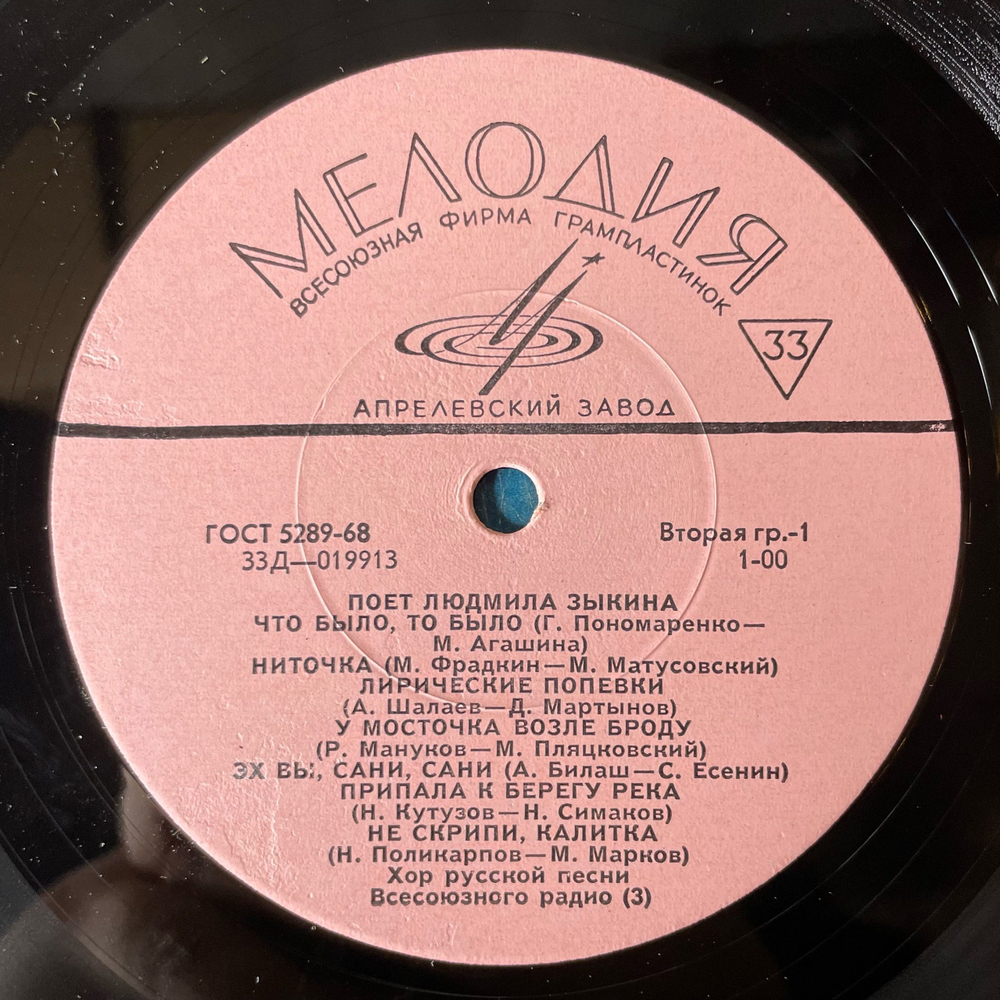 МЕЛОДИЯ
ВСЕСОЮЗНАЯ ФИРМА ГРАМПЛАСТИНОК
33
АПРЕЛЕВСКИЙ ЗАВОД
ГОСТ 5289-68
Вторая гр.-1
33Д—019913
1-00
ПОЕТ ЛЮДМИЛА ЗЫКИНА
ЧТО БЫЛО, ТО БЫЛО (Г. Пономаренко—
М. Агашина)
НИТОЧКА (М. Фрадкин—М. Матусовский)
ЛИРИЧЕСКИЕ ПОПЕВКИ
(А. Шалаев—Д. Мартынов)
У МОСТОЧКА ВОЗЛЕ БРОДУ
(Р. Мануков—М. Пляцковский)
ЭХ ВЫ, САНИ, САНИ (А. Билаш—С. Есенин)
ПРИПАЛА К БЕРЕГУ РЕКА
(Н. Кутузов—Н. Симаков)
НЕ СКРИПИ, КАЛИТКА
(Н. Поликарпов—М. Марков)
Хор русской песни
Всесоюзного радио (3)